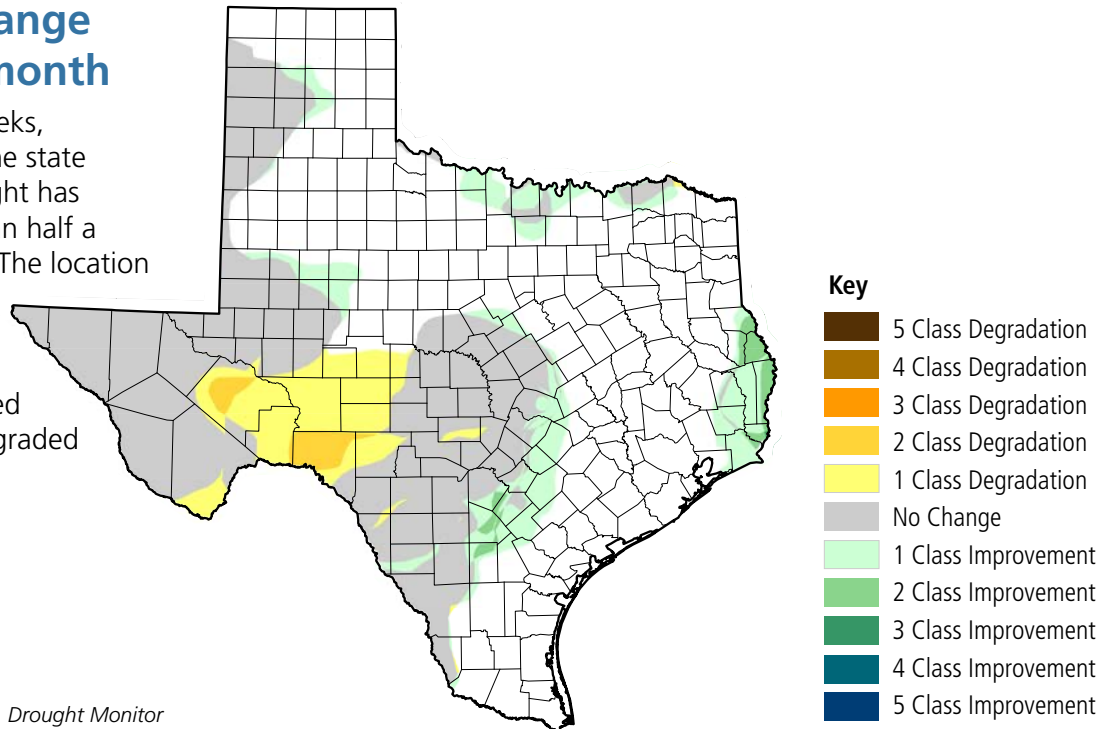 ange
month
eks,
e state
ght has
n half a
The location
ed
graded
Drought Monitor
Key
5 Class Degradation
4 Class Degradation
3 Class Degradation
2 Class Degradation
1 Class Degradation
No Change
1 Class Improvement
2 Class Improvement
3 Class Improvement
4 Class Improvement
5 Class Improvement